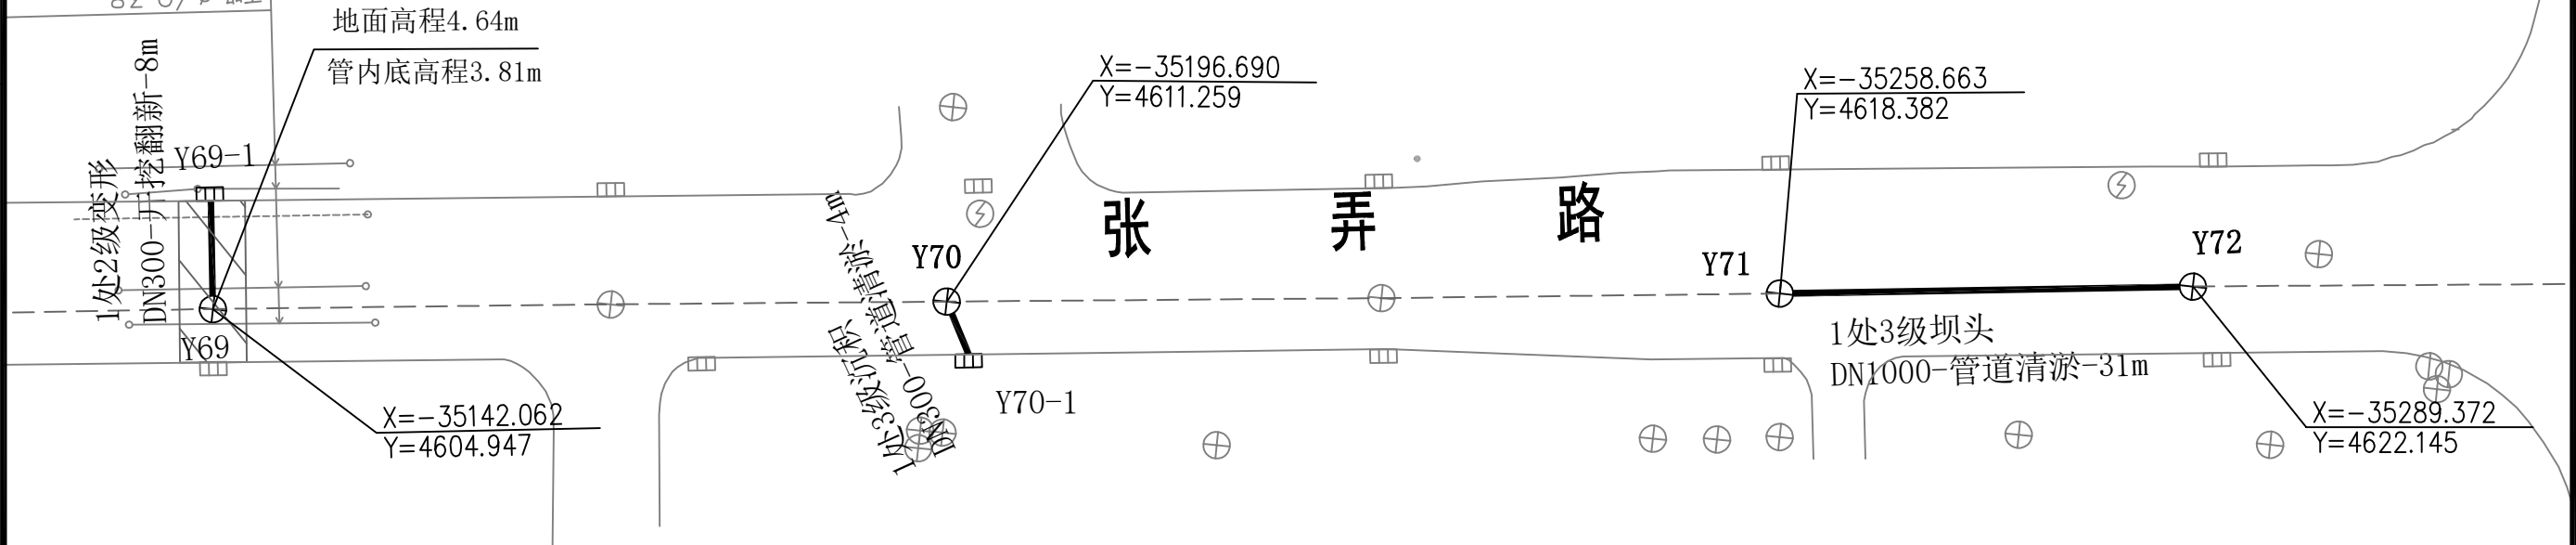 地面高程4.64m
管内底高程3.81m
1处2级变形
DN300-开挖翻新-8m
Y69-1
Y69
X=-35142.062
Y=4604.947
1处3级沉积
DN300-管道清淤-4m
Y70
X=-35196.690
Y=4611.259
Y70-1
张弄路
Y71
X=-35258.663
Y=4618.382
1处3级坝头
DN1000-管道清淤-31m
Y72
X=-35289.372
Y=4622.145